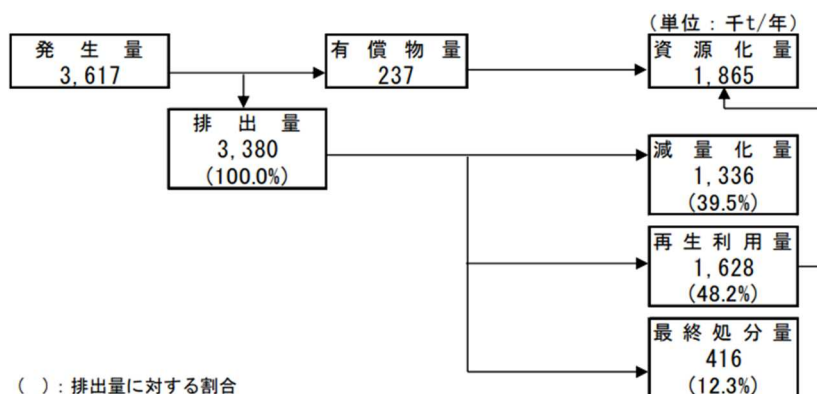 (単位：千t/年)
発生量
3,617
有償物量
237
資源化量
1,865
排出量
3,380
(100.0%)
減量化量
1,336
(39.5%)
再生利用量
1,628
(48.2%)
最終処分量
416
(12.3%)
( )：排出量に対する割合